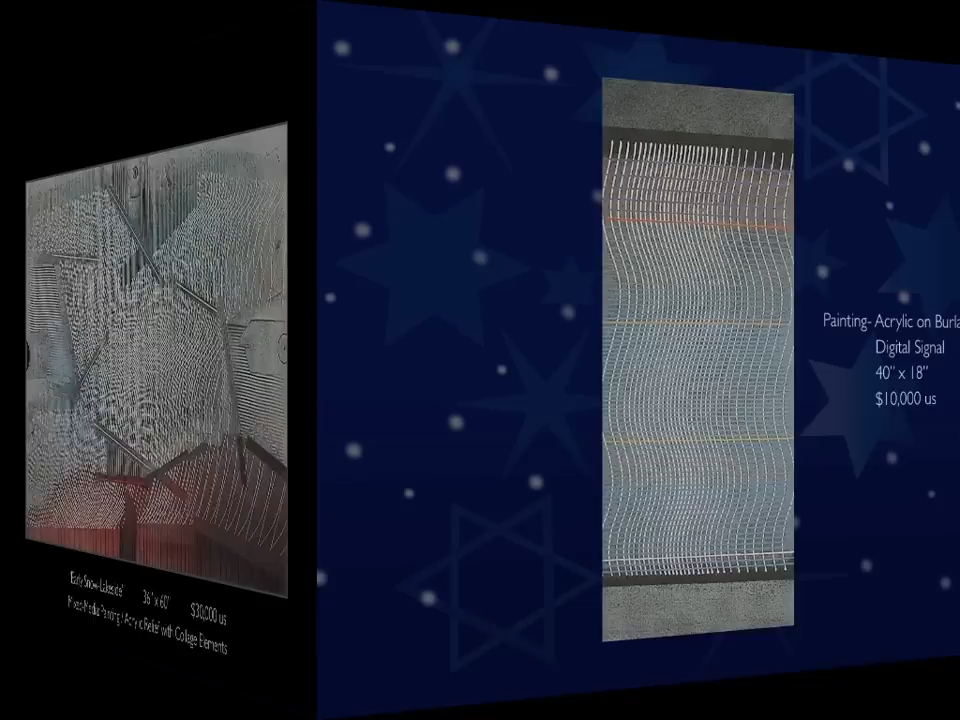 Early Snow-Lakeside" 36" x 60" $30,000 us
Mixed-Media Painting / Acrylic Relief with Collage Elements
Painting- Acrylic on Burla
Digital Signal
40" x 18"
$10,000 us